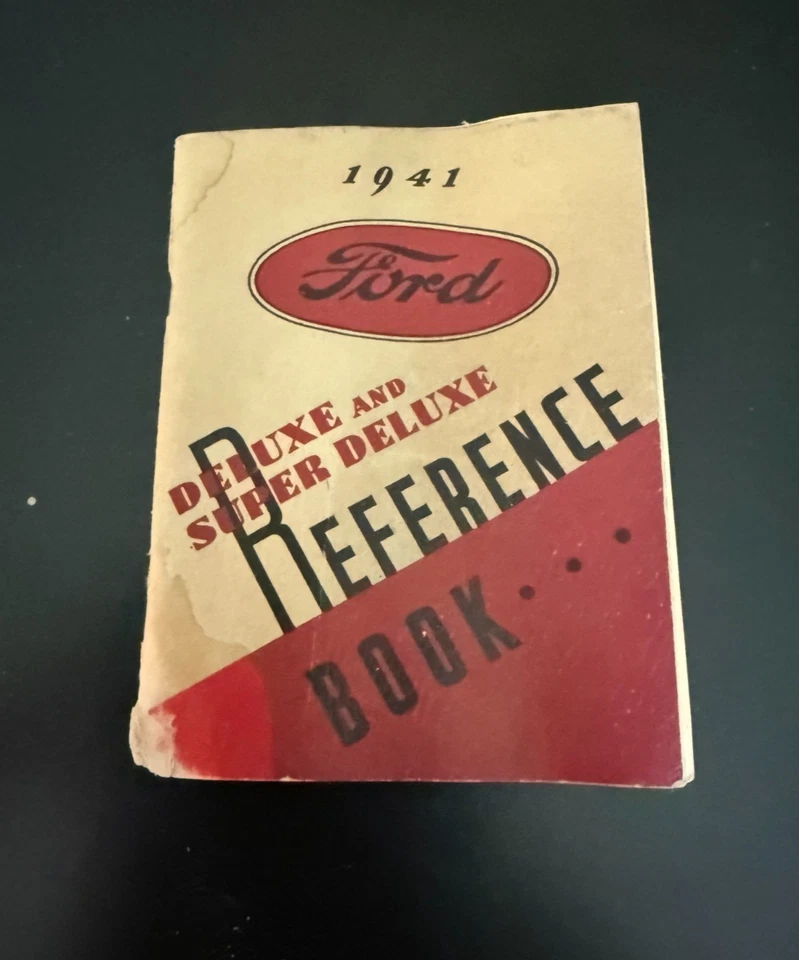 1941
Ford
DELUXE AND
SUPER DELUXE
REFERENCE
BOOK...